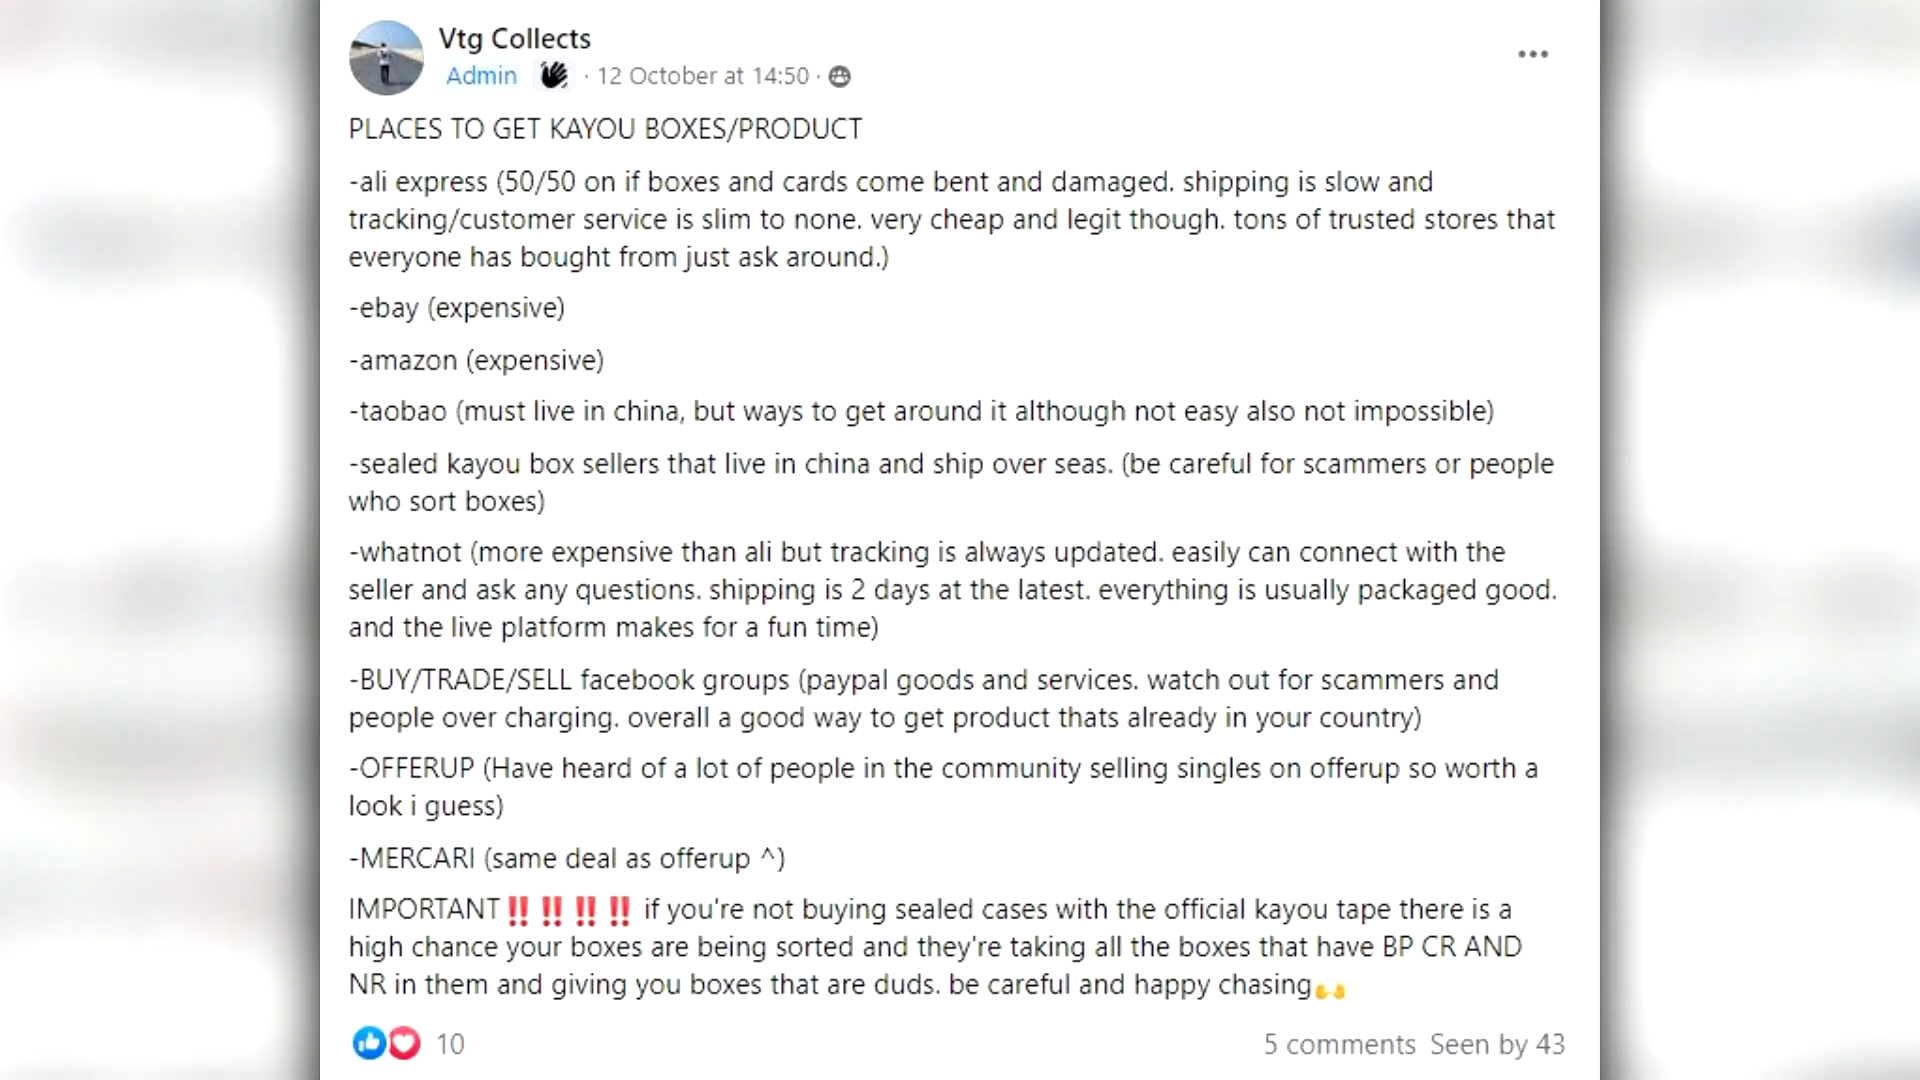 Vtg Collects
Admin · 12 October at 14:50 ·
PLACES TO GET KAYOU BOXES/PRODUCT
-ali express (50/50 on if boxes and cards come bent and damaged. shipping is slow and
tracking/customer service is slim to none. very cheap and legit though. tons of trusted stores that
everyone has bought from just ask around.)
-ebay (expensive)
-amazon (expensive)
-taobao (must live in china, but ways to get around it although not easy also not impossible)
-sealed kayou box sellers that live in china and ship over seas. (be careful for scammers or people
who sort boxes)
-whatnot (more expensive than ali but tracking is always updated. easily can connect with the
seller and ask any questions. shipping is 2 days at the latest. everything is usually packaged good.
and the live platform makes for a fun time)
-BUY/TRADE/SELL facebook groups (paypal goods and services. watch out for scammers and
people over charging. overall a good way to get product thats already in your country)
-OFFERUP (Have heard of a lot of people in the community selling singles on offerup so worth a
look i guess)
-MERCARI (same deal as offerup ^)
IMPORTANT‼️‼️‼️‼️ if you're not buying sealed cases with the official kayou tape there is a
high chance your boxes are being sorted and they're taking all the boxes that have BP CR AND
NR in them and giving you boxes that are duds. be careful and happy chasing🙌
10
5 comments Seen by 43